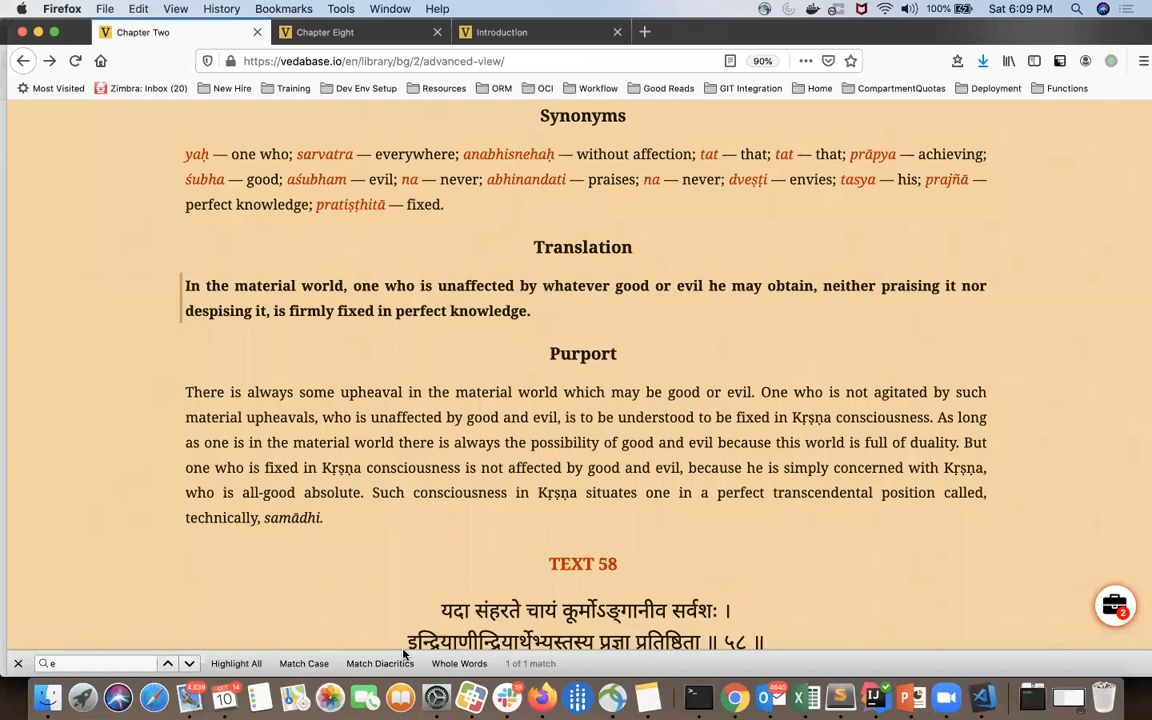 Firefox File Edit View History Bookmarks Tools Window Help 100% Sat 6:09 PM
Chapter Two Chapter Eight Introduction
https://vedabase.io/en/library/bg/2/advanced-view/ 90%
Most Visited Zimbra: Inbox (20) New Hire Training Dev Env Setup Resources ORM OCI Workflow Good Reads GIT Integration Home CompartmentQuotas Deployment Functions
Synonyms
yaḥ — one who; sarvatra — everywhere; anabhisnehaḥ — without affection; tat — that; tat — that; prāpya — achieving;
śubha — good; aśubham — evil; na — never; abhinandati — praises; na — never; dveṣṭi — envies; tasya — his; prajñā —
perfect knowledge; pratiṣṭhitā — fixed.
Translation
In the material world, one who is unaffected by whatever good or evil he may obtain, neither praising it nor
despising it, is firmly fixed in perfect knowledge.
Purport
There is always some upheaval in the material world which may be good or evil. One who is not agitated by such
material upheavals, who is unaffected by good and evil, is to be understood to be fixed in Kṛṣṇa consciousness. As long
as one is in the material world there is always the possibility of good and evil because this world is full of duality. But
one who is fixed in Kṛṣṇa consciousness is not affected by good and evil, because he is simply concerned with Kṛṣṇa,
who is all-good absolute. Such consciousness in Kṛṣṇa situates one in a perfect transcendental position called,
technically, samādhi.
TEXT 58
यदा संहरते चायं कूर्मोऽङ्गानीव सर्वशः ।
इन्द्रियाणीन्द्रियार्थेभ्यस्तस्य प्रज्ञा प्रतिष्ठिता ॥ ५८ ॥
2
e Highlight All Match Case Match Diacritics Whole Words 1 of 1 match